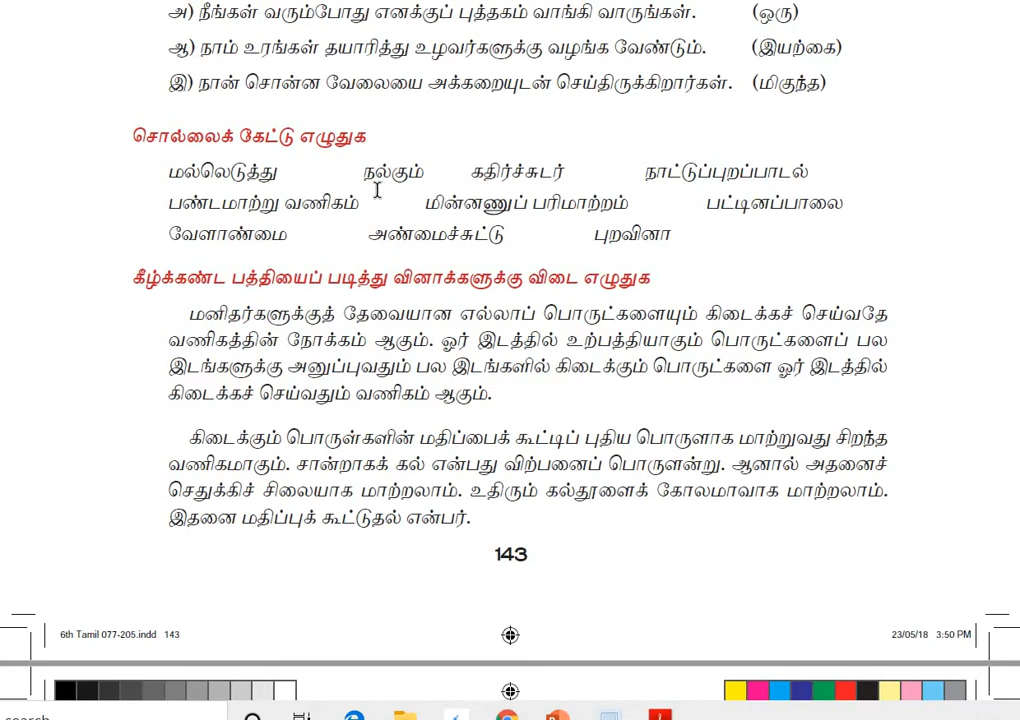 அ) நீங்கள் வரும்போது எனக்குப் புத்தகம் வாங்கி வாருங்கள். (ஒரு)
ஆ) நாம் உரங்கள் தயாரித்து உழவர்களுக்கு வழங்க வேண்டும். (இயற்கை)
இ) நான் சொன்ன வேலையை அக்கறையுடன் செய்திருக்கிறார்கள். (மிகுந்த)
சொல்லைக் கேட்டு எழுதுக
மல்லெடுத்து நல்கும் கதிர்ச்சுடர் நாட்டுப்புறப்பாடல்
பண்டமாற்று வணிகம் மின்னணுப் பரிமாற்றம் பட்டினப்பாலை
வேளாண்மை அண்மைச்சுட்டு புறவினா
கீழ்க்கண்ட பத்தியைப் படித்து வினாக்களுக்கு விடை எழுதுக
மனிதர்களுக்குத் தேவையான எல்லாப் பொருட்களையும் கிடைக்கச் செய்வதே
வணிகத்தின் நோக்கம் ஆகும். ஓர் இடத்தில் உற்பத்தியாகும் பொருட்களைப் பல
இடங்களுக்கு அனுப்புவதும் பல இடங்களில் கிடைக்கும் பொருட்களை ஓர் இடத்தில்
கிடைக்கச் செய்வதும் வணிகம் ஆகும்.
கிடைக்கும் பொருள்களின் மதிப்பைக் கூட்டிப் புதிய பொருளாக மாற்றுவது சிறந்த
வணிகமாகும். சான்றாகக் கல் என்பது விற்பனைப் பொருளன்று. ஆனால் அதனைச்
செதுக்கிச் சிலையாக மாற்றலாம். உதிரும் கல்தூளைக் கோலமாவாக மாற்றலாம்.
இதனை மதிப்புக் கூட்டுதல் என்பர்.
143
6th Tamil 077-205.indd 143 23/05/18 3:50 PM
search